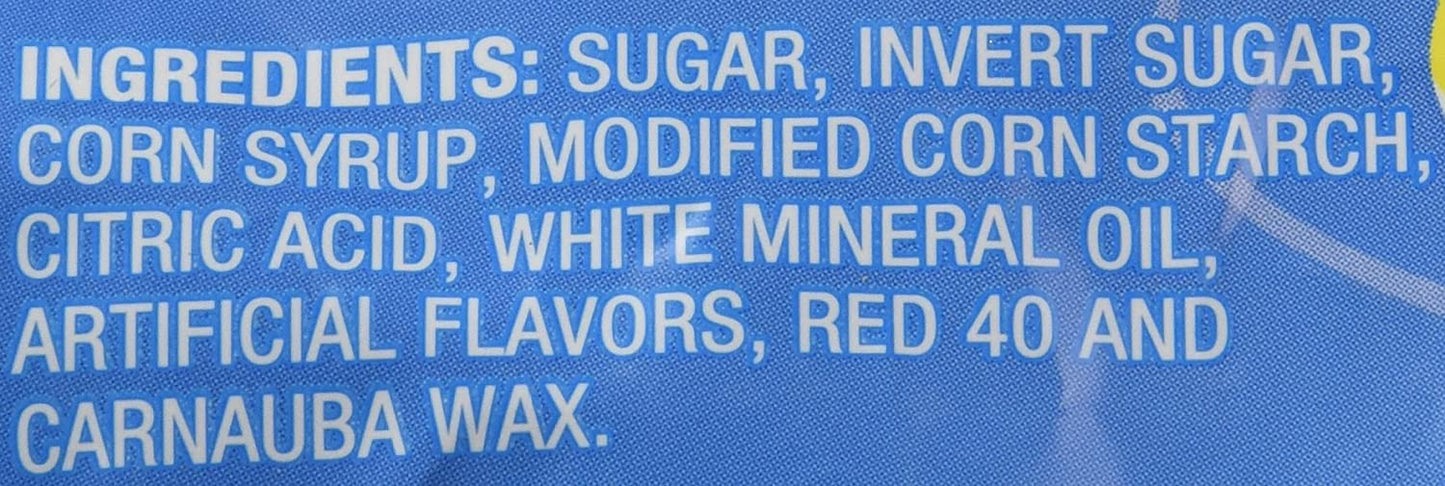 INGREDIENTS: SUGAR, INVERT SUGAR,
CORN SYRUP, MODIFIED CORN STARCH,
CITRIC ACID, WHITE MINERAL OIL,
ARTIFICIAL FLAVORS, RED 40 AND
CARNAUBA WAX.